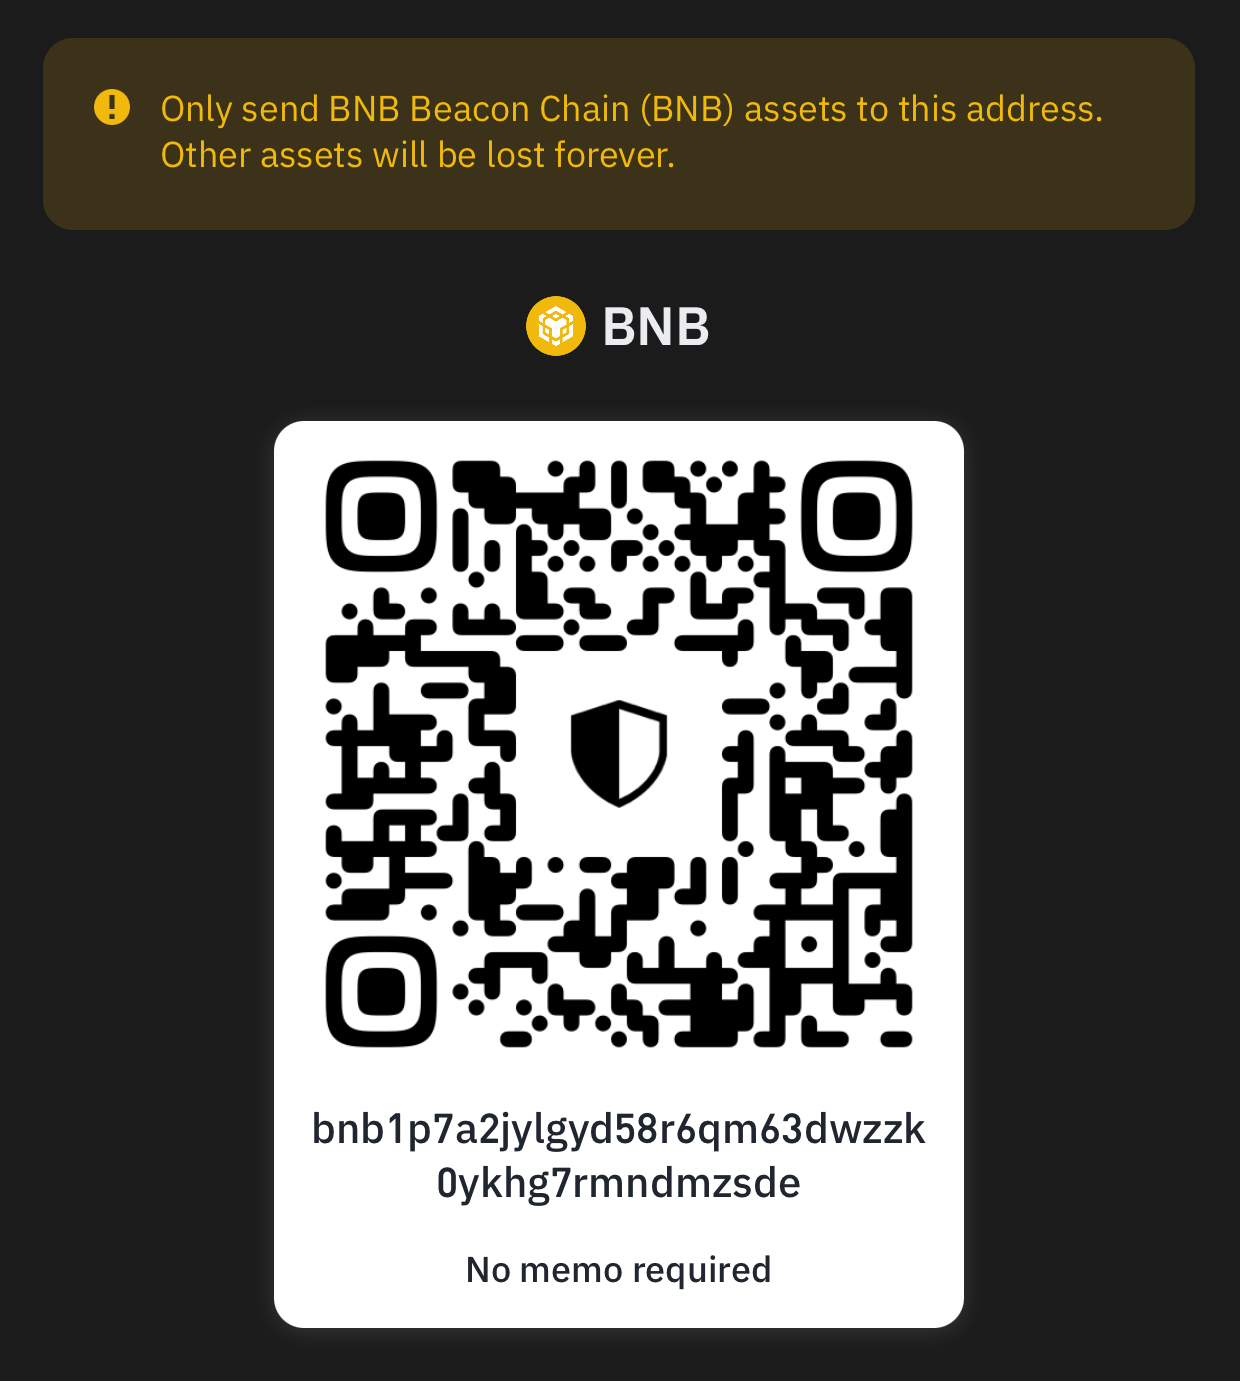 Only send BNB Beacon Chain (BNB) assets to this address.
Other assets will be lost forever.
BNB
bnb1p7a2jylgyd58r6qm63dwzzk
0ykhg7rmndmzsde
No memo required